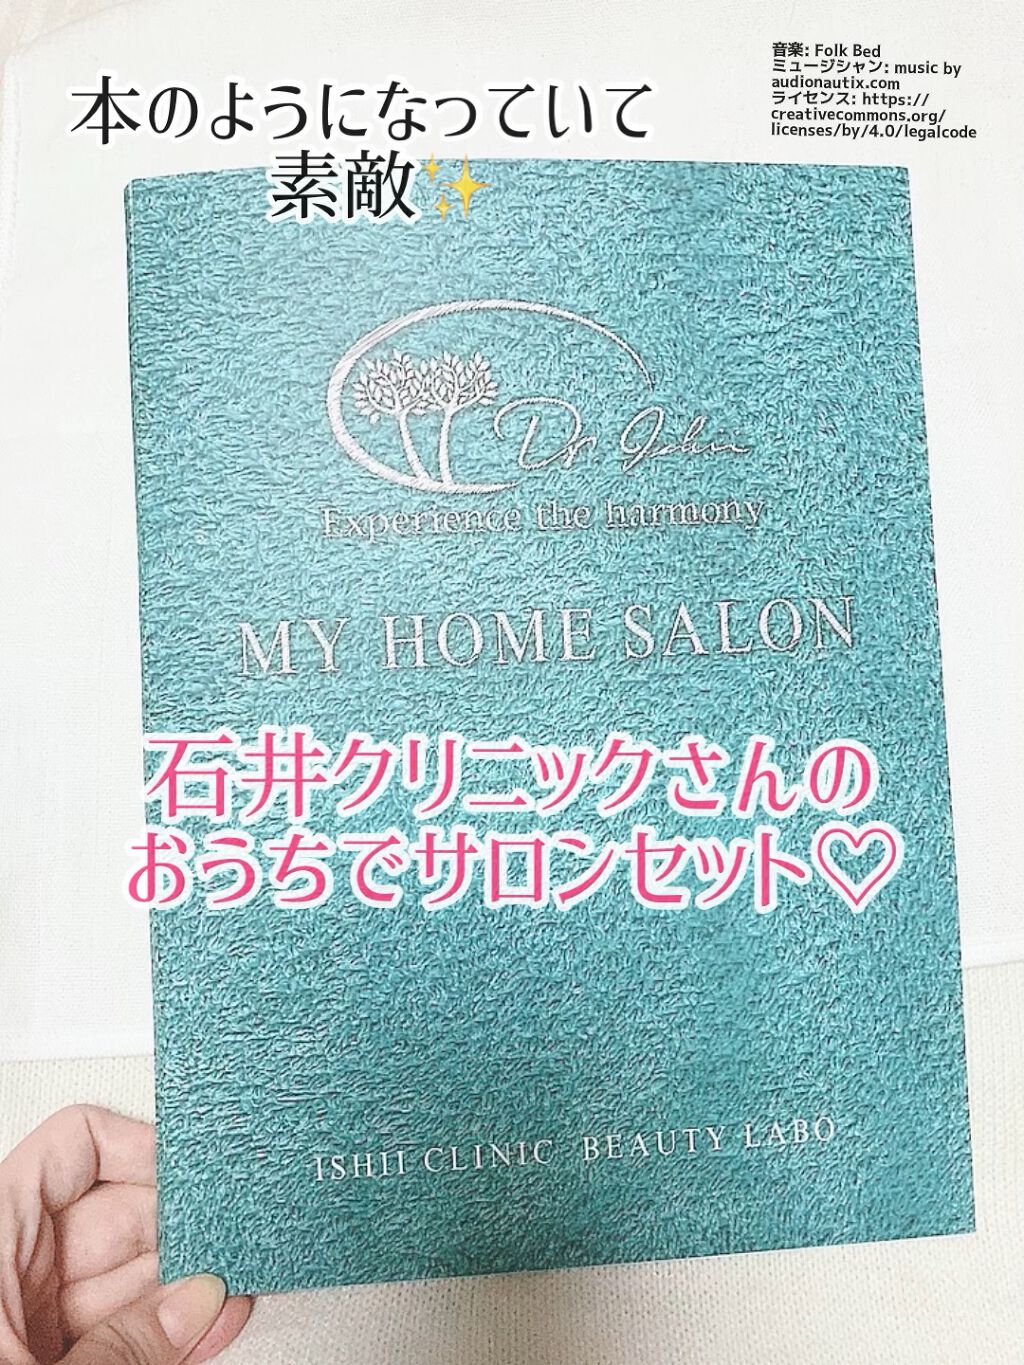 本のようになっていて
素敵✨
音楽: Folk Bed
ミュージシャン: music by
audionautix.com
ライセンス: https://
creativecommons.org/
licenses/by/4.0/legalcode
Dr. Ishii
Experience the harmony
MY HOME SALON
石井クリニックさんの
おうちでサロンセット♡
ISHII CLINIC BEAUTY LABO